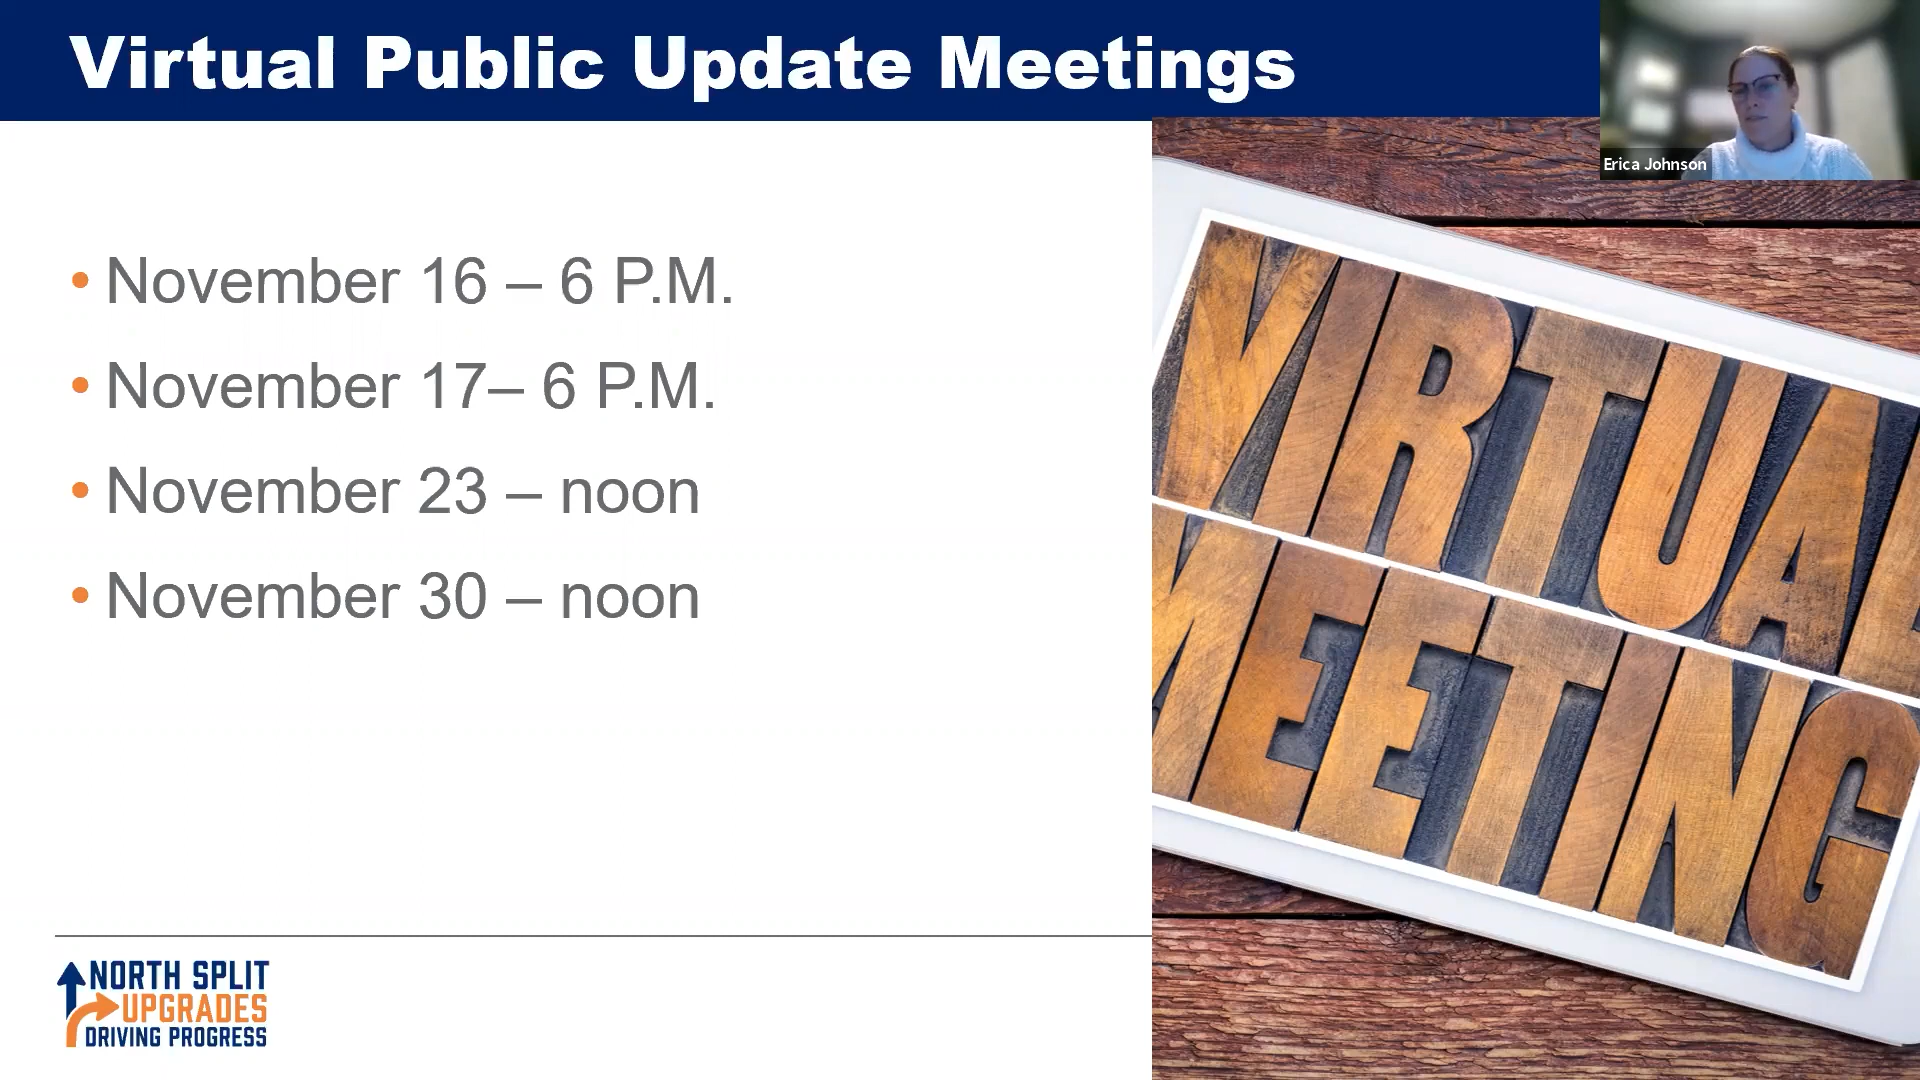 Virtual Public Update Meetings
Erica Johnson
• November 16 – 6 P.M.
• November 17– 6 P.M.
• November 23 – noon
• November 30 – noon
VIRTUAL
MEETING
NORTH SPLIT
UPGRADES
DRIVING PROGRESS